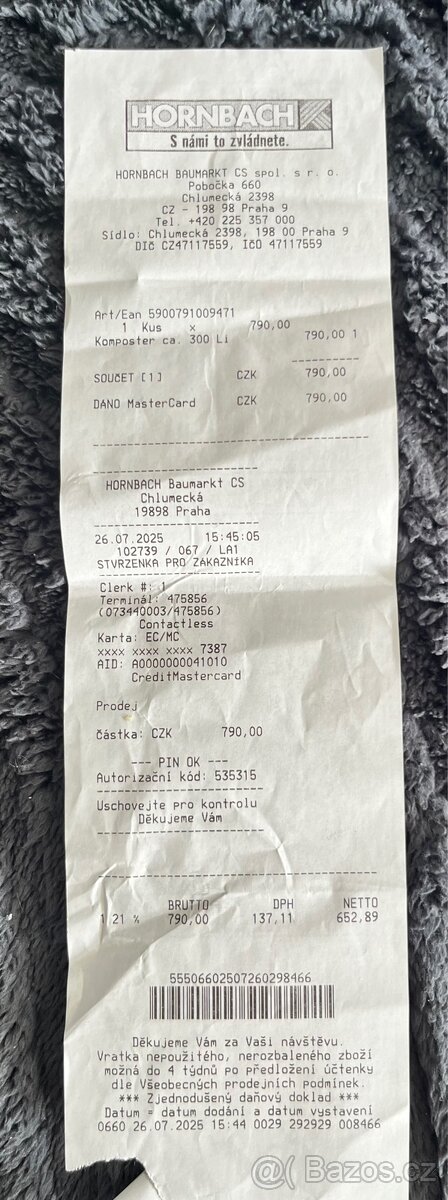 HORNBACH
S námi to zvládnete.
HORNBACH BAUMARKT CS spol. s r. o.
Pobočka 660
Chlumecká 2398
CZ - 198 98 Praha 9
Tel. +420 225 357 000
Sídlo: Chlumecká 2398, 198 00 Praha 9
DIČ CZ47117559, IČO 47117559
Art/Ean 5900791009471
1 Kus x 790,00
Komposter ca. 300 Li 790,00 1
----------
SOUČET [1] CZK 790,00
DÁNO MasterCard CZK 790,00
HORNBACH Baumarkt CS
Chlumecká
19898 Praha
26.07.2025 15:45:05
102739 / 067 / LA1
STVRZENKA PRO ZÁKAZNÍKA
Clerk #: 1
Terminál: 475856
(073440003/475856)
Contactless
Karta: EC/MC
xxxx xxxx xxxx 7387
AID: A0000000041010
CreditMastercard
Prodej
částka: CZK 790,00
--- PIN OK ---
Autorizační kód: 535315
Uschovejte pro kontrolu
Děkujeme Vám
BRUTTO DPH NETTO
1 21 % 790,00 137,11 652,89
55506602507260298466
Děkujeme Vám za Vaši návštěvu.
Vratka nepoužitého, nerozbaleného zboží
možná do 4 týdnů po předložení účtenky
dle Všeobecných prodejních podmínek.
*** Zjednodušený daňový doklad ***
Datum = datum dodání a datum vystavení
0660 26.07.2025 15:44 0029 292929 008466
Bazos.cz